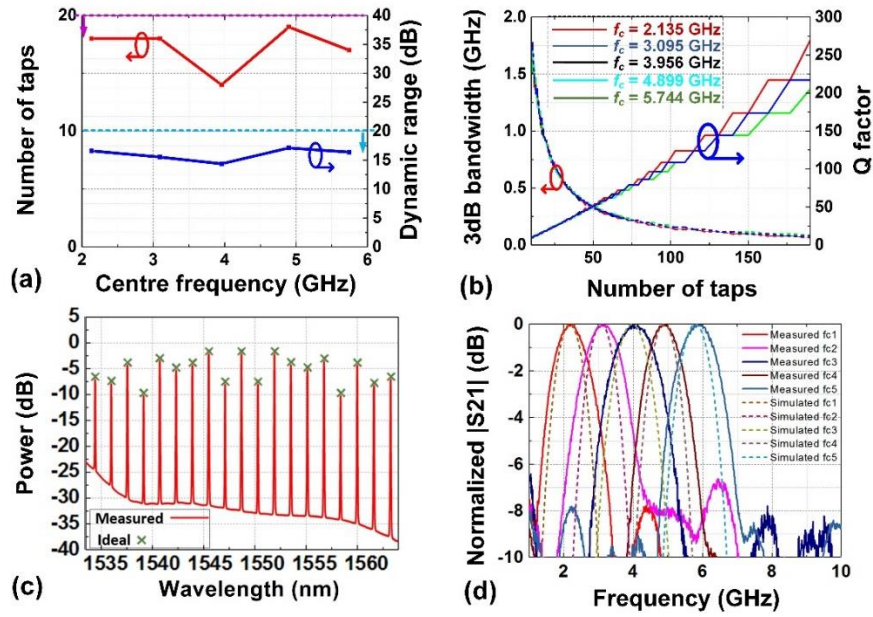 20
10
0
Number of taps
40
35
30
25
20
15
10
5
0
Dynamic range (dB)
2 3 4 5 6
Centre frequency (GHz)
(a)
2.0
1.5
1.0
0.5
0.0
3dB bandwidth (GHz)
fc = 2.135 GHz
fc = 3.095 GHz
fc = 3.956 GHz
fc = 4.899 GHz
fc = 5.744 GHz
300
250
200
150
100
50
0
Q factor
50 100 150
Number of taps
(b)
5
0
-5
-10
-15
-20
-25
-30
-35
-40
Power (dB)
Measured
Ideal
1535 1540 1545 1550 1555 1560
Wavelength (nm)
(c)
0
-2
-4
-6
-8
-10
Normalized |S21| (dB)
Measured fc1
Measured fc2
Measured fc3
Measured fc4
Measured fc5
Simulated fc1
Simulated fc2
Simulated fc3
Simulated fc4
Simulated fc5
2 4 6 8 10
Frequency (GHz)
(d)